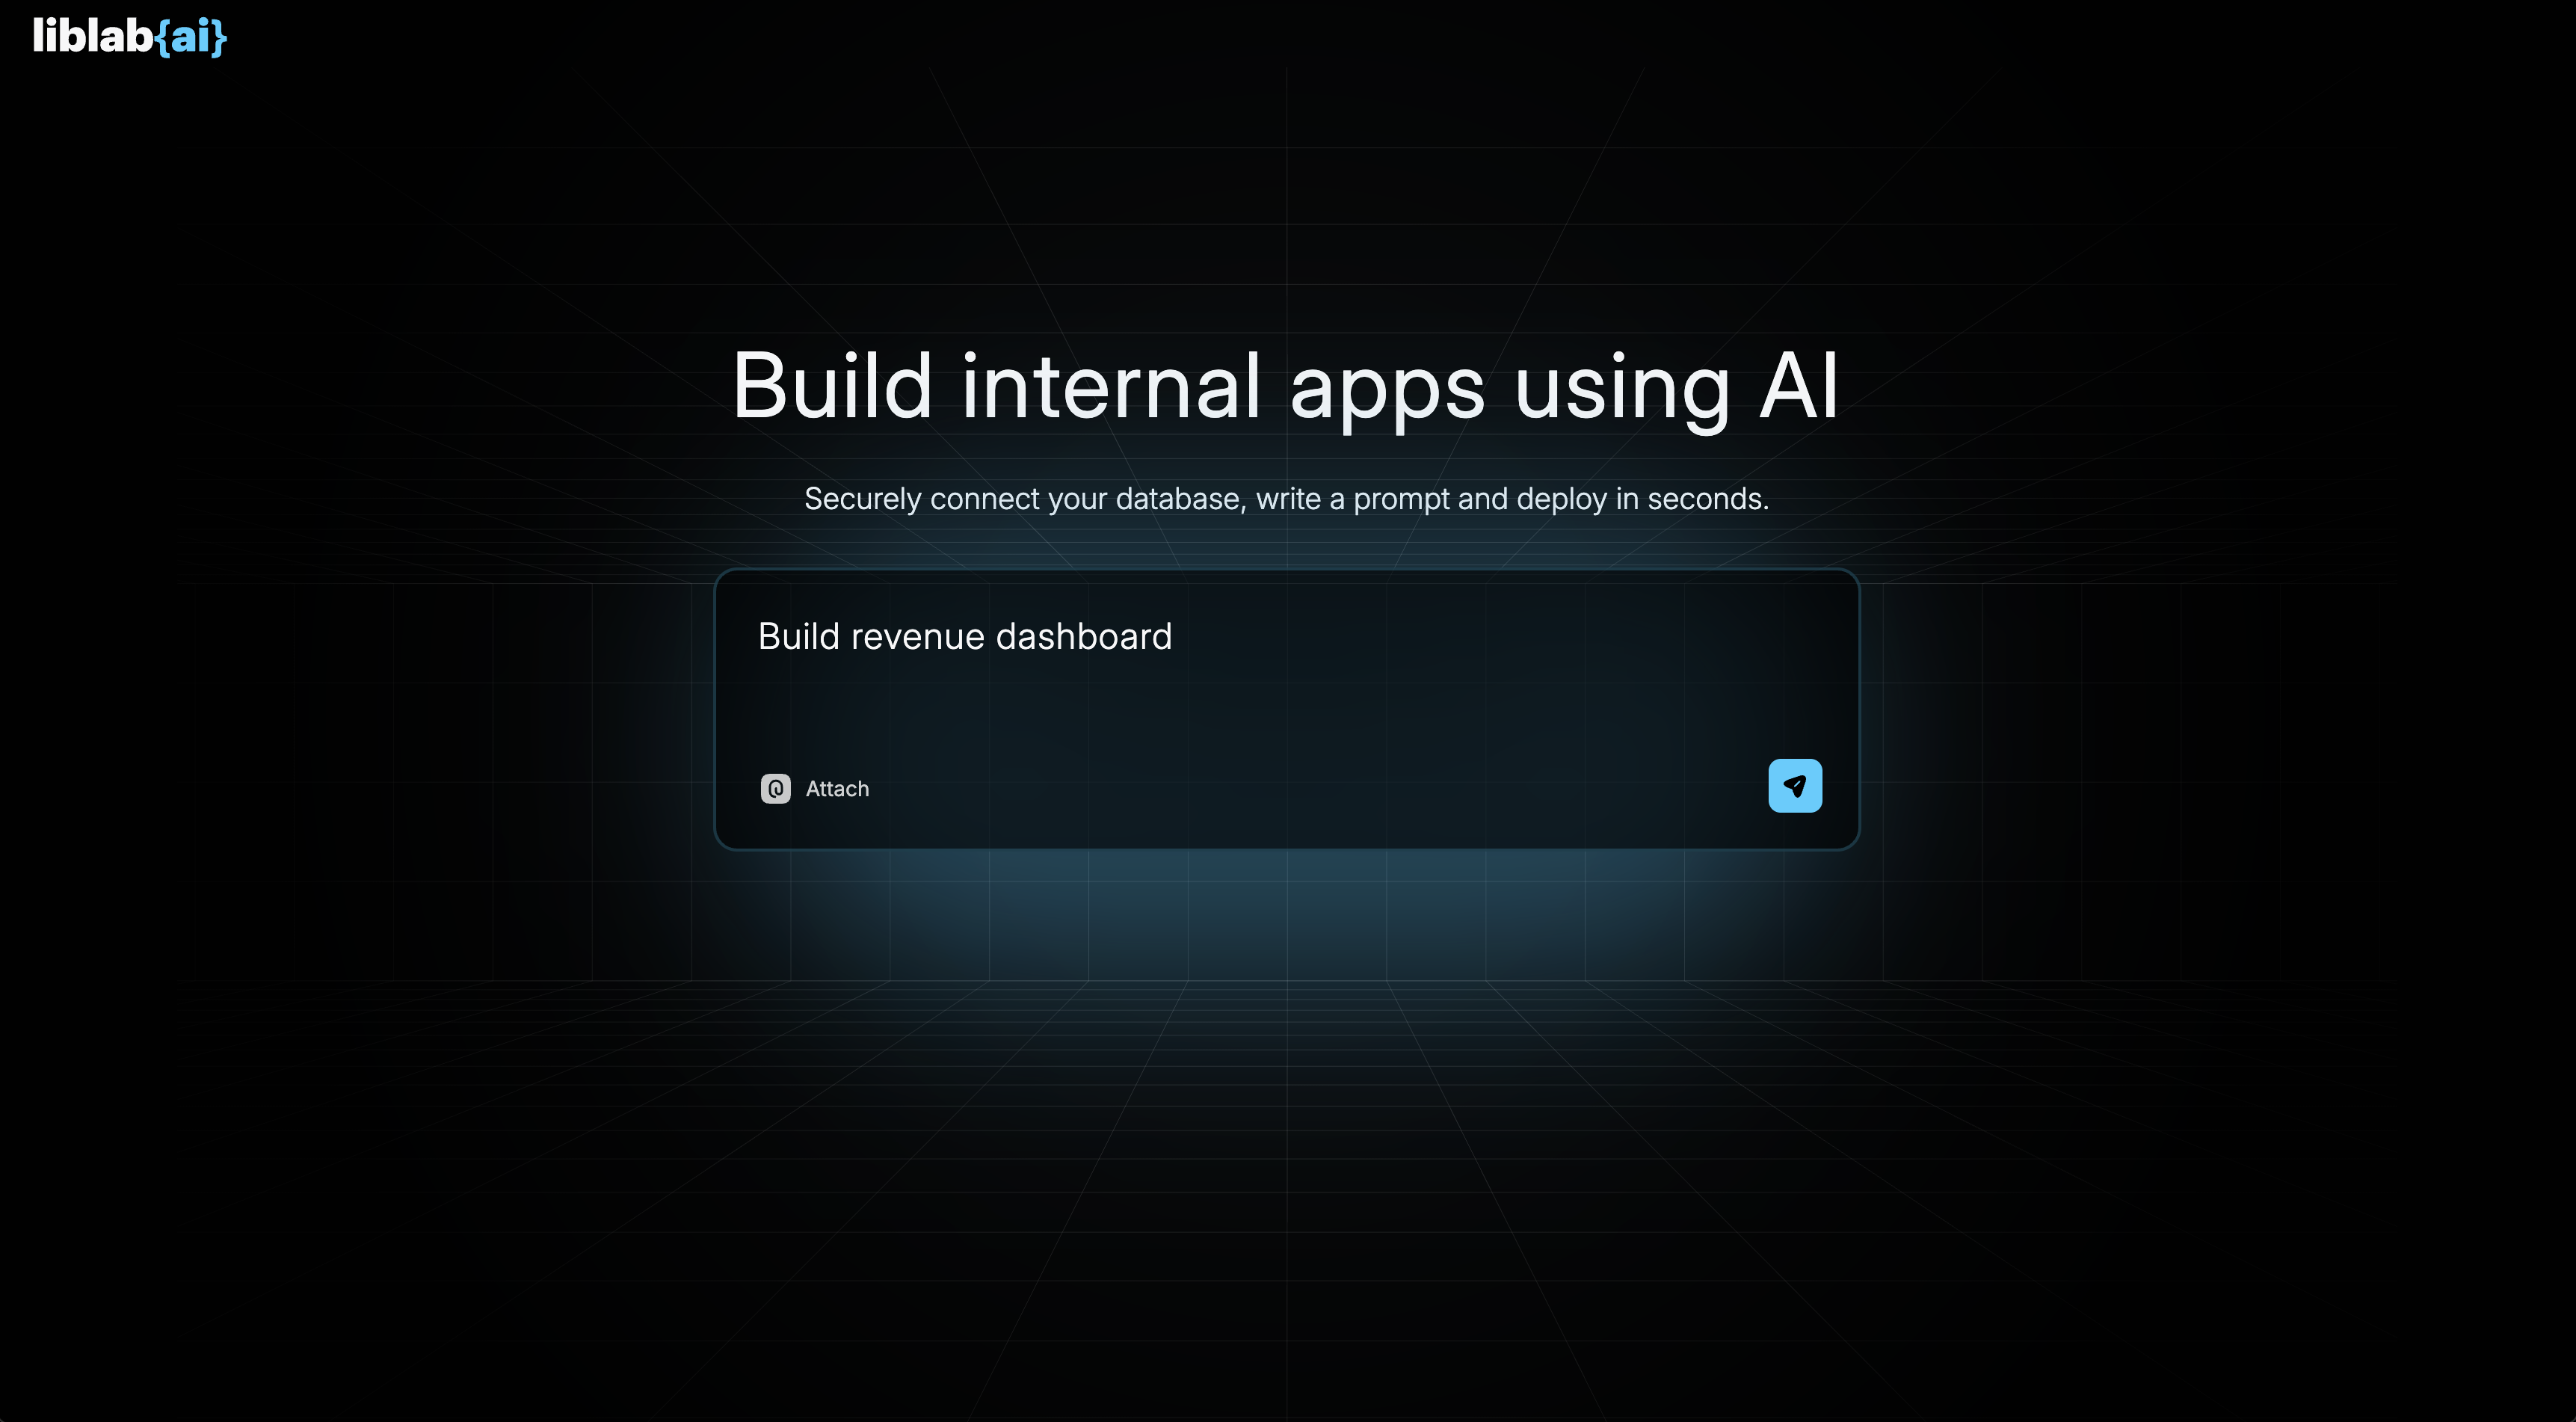 liblab{ai}
Build internal apps using AI
Securely connect your database, write a prompt and deploy in seconds.
Build revenue dashboard
Attach